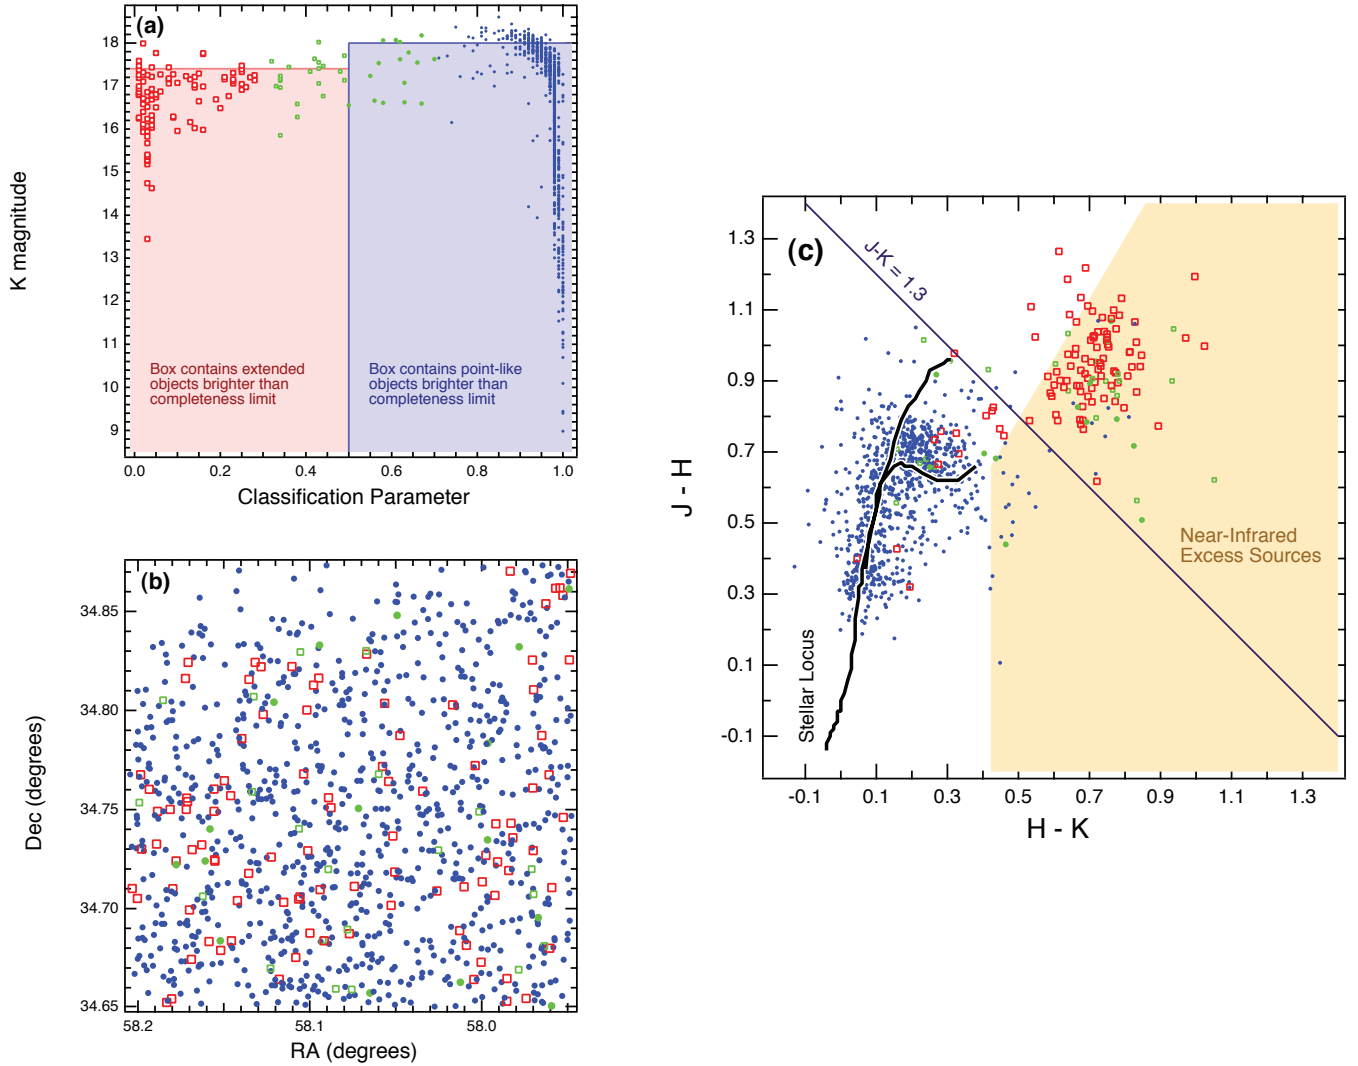 (a)
18
17
16
15
14
13
12
11
10
9
K magnitude
Box contains extended
objects brighter than
completeness limit
Box contains point-like
objects brighter than
completeness limit
0.0
0.2
0.4
0.6
0.8
1.0
Classification Parameter
(b)
34.85
34.80
34.75
34.70
34.65
Dec (degrees)
58.2
58.1
58.0
RA (degrees)
(c)
J-K = 1.3
1.3
1.1
0.9
0.7
0.5
0.3
0.1
-0.1
J - H
Near-Infrared
Excess Sources
Stellar Locus
-0.1
0.1
0.3
0.5
0.7
0.9
1.1
1.3
H - K